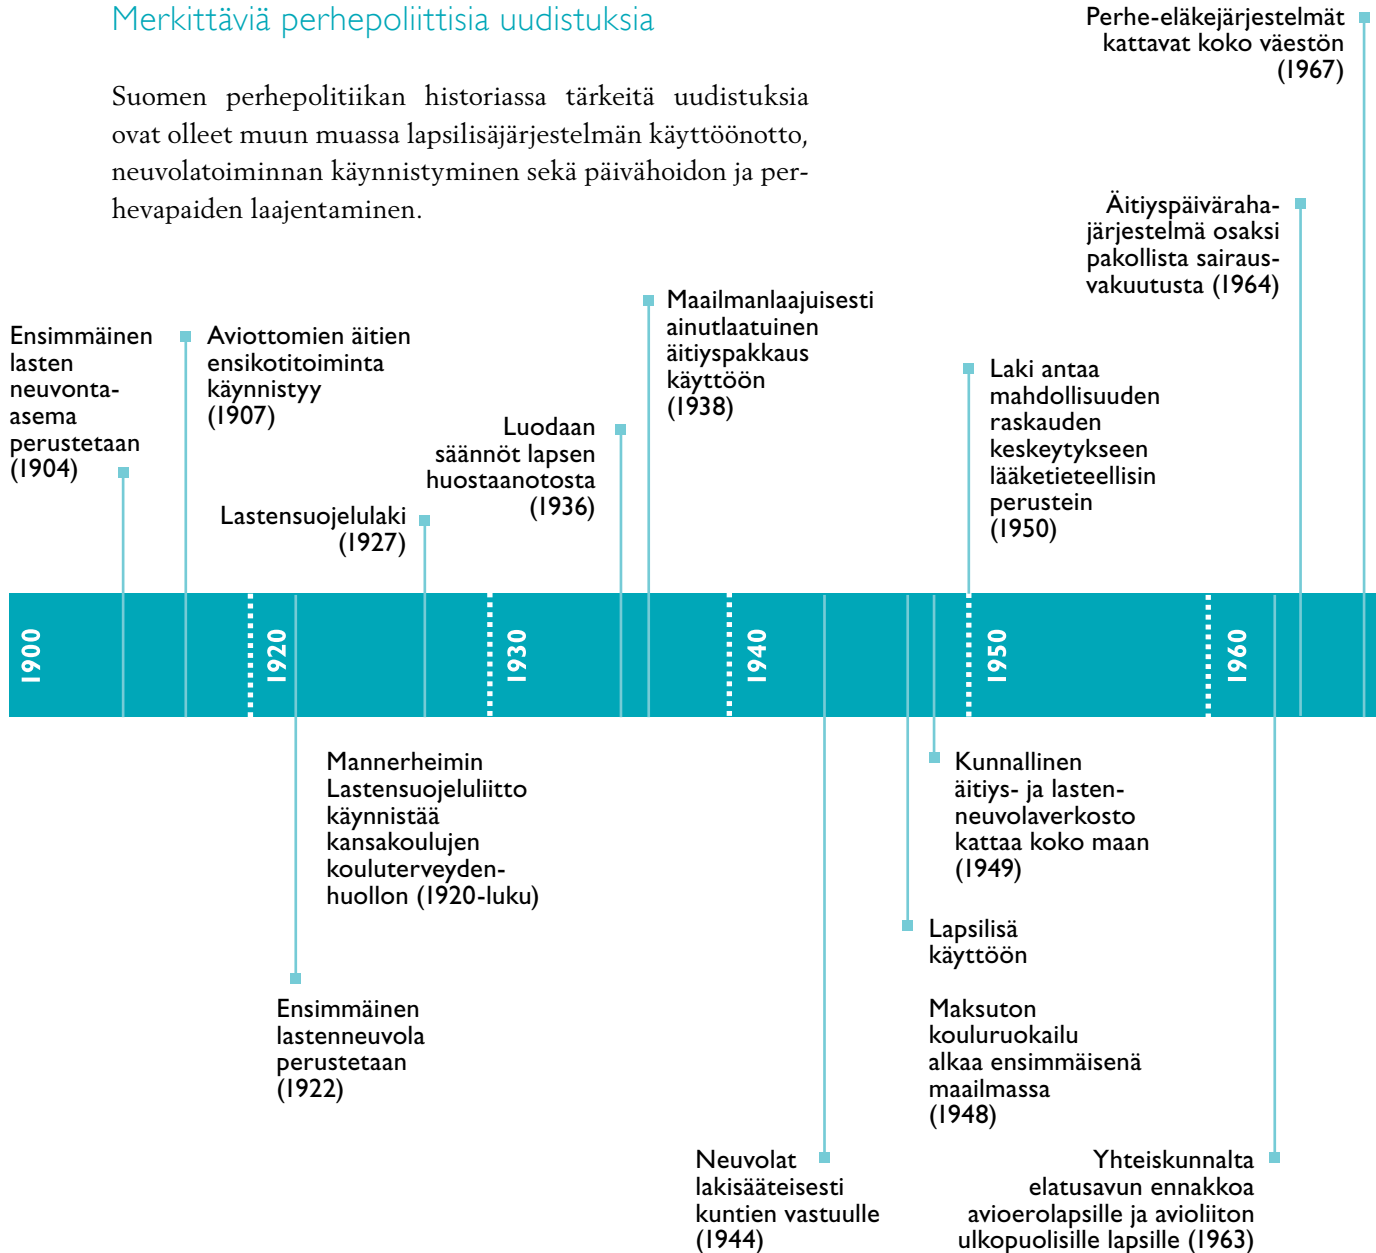 Merkittäviä perhepoliittisia uudistuksia
Suomen perhepolitiikan historiassa tärkeitä uudistuksia
ovat olleet muun muassa lapsilisäjärjestelmän käyttöönotto,
neuvolatoiminnan käynnistyminen sekä päivähoidon ja per-
hevapaiden laajentaminen.
Ensimmäinen
lasten
neuvonta-
asema
perustetaan
(1904)
Aviottomien äitien
ensikotitoiminta
käynnistyy
(1907)
Lastensuojelulaki
(1927)
Luodaan
säännöt lapsen
huostaanotosta
(1936)
Maailmanlaajuisesti
ainutlaatuinen
äitiyspakkaus
käyttöön
(1938)
Laki antaa
mahdollisuuden
raskauden
keskeytykseen
lääketieteellisin
perustein
(1950)
Äitiyspäiväraha-
järjestelmä osaksi
pakollista sairaus-
vakuutusta (1964)
Perhe-eläkejärjestelmät
kattavat koko väestön
(1967)
1900
1920
1930
1940
1950
1960
Mannerheimin
Lastensuojeluliitto
käynnistää
kansakoulujen
kouluterveyden-
huollon (1920-luku)
Ensimmäinen
lastenneuvola
perustetaan
(1922)
Neuvolat
lakisääteisesti
kuntien vastuulle
(1944)
Kunnallinen
äitiys- ja lasten-
neuvolaverkosto
kattaa koko maan
(1949)
Lapsilisä
käyttöön
Maksuton
kouluruokailu
alkaa ensimmäisenä
maailmassa
(1948)
Yhteiskunnalta
elatusavun ennakkoa
avioerolapsille ja avioliiton
ulkopuolisille lapsille (1963)